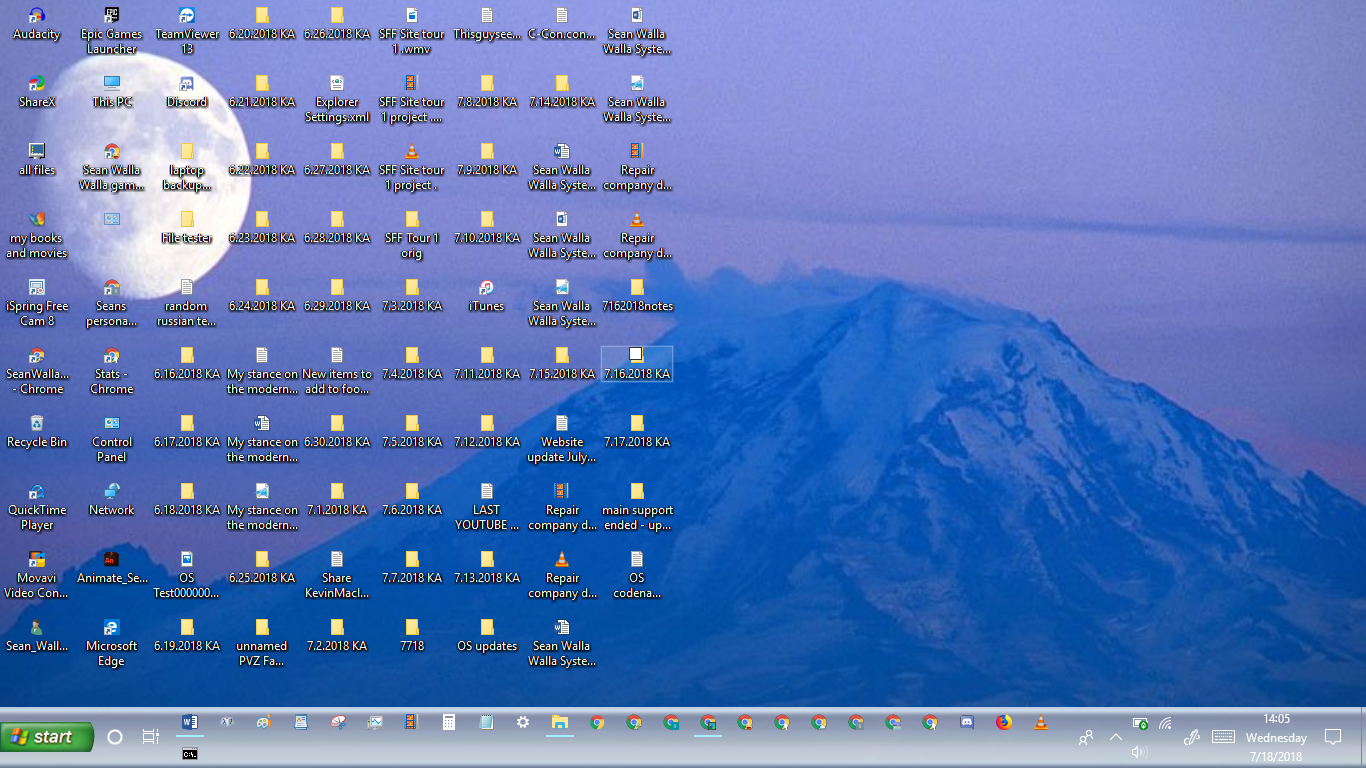 Audacity
Epic Games
Launcher
TeamViewer
13
6.20.2018 KA
6.26.2018 KA
SFF Site tour
1 .wmv
Thisguysee...
C-Con.con...
Sean Walla
Walla Syste...
ShareX
This PC
Discord
6.21.2018 KA
Explorer
Settings.xml
SFF Site tour
1 project ....
7.8.2018 KA
7.14.2018 KA
Sean Walla
Walla Syste...
all files
Sean Walla
Walla gam...
laptop
backup...
6.22.2018 KA
6.27.2018 KA
SFF Site tour
1 project .
7.9.2018 KA
Sean Walla
Walla Syste...
Repair
company d...
my books
and movies
File tester
6.23.2018 KA
6.28.2018 KA
SFF Tour 1
orig
7.10.2018 KA
Sean Walla
Walla Syste...
Repair
company d...
iSpring Free
Cam 8
Seans
persona...
random
russian te...
6.24.2018 KA
6.29.2018 KA
7.3.2018 KA
iTunes
Sean Walla
Walla Syste...
7162018notes
SeanWalla...
- Chrome
Stats -
Chrome
6.16.2018 KA
My stance on
the modern...
New items to
add to foo...
7.4.2018 KA
7.11.2018 KA
7.15.2018 KA
7.16.2018 KA
Recycle Bin
Control
Panel
6.17.2018 KA
My stance on
the modern...
6.30.2018 KA
7.5.2018 KA
7.12.2018 KA
Website
update July...
7.17.2018 KA
QuickTime
Player
Network
6.18.2018 KA
My stance on
the modern...
7.1.2018 KA
7.6.2018 KA
LAST
YOUTUBE ...
Repair
company d...
main support
ended - up...
Movavi
Video Con...
Animate_Se...
OS
Test000000...
6.25.2018 KA
Share
KevinMacl...
7.7.2018 KA
7.13.2018 KA
Repair
company d...
OS
codena...
Sean_Wall...
Microsoft
Edge
6.19.2018 KA
unnamed
PVZ Fa...
7.2.2018 KA
7718
OS updates
Sean Walla
Walla Syste...
start
14:05
Wednesday
7/18/2018